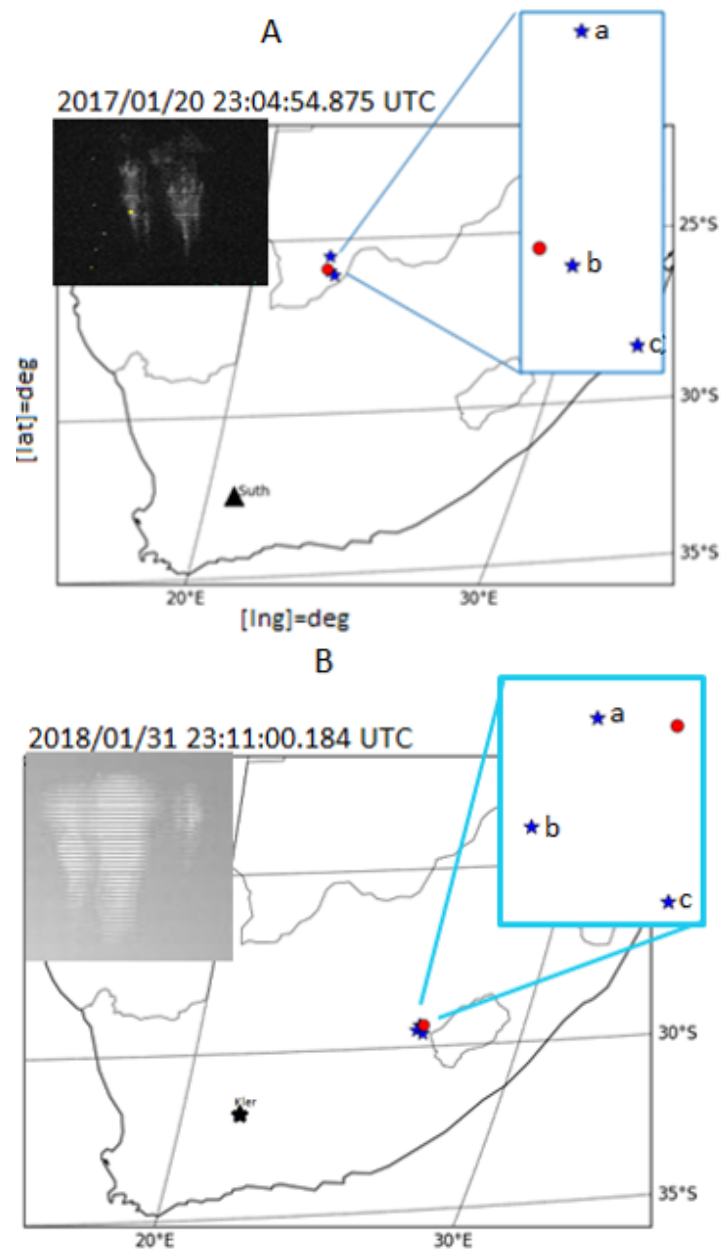 A
2017/01/20 23:04:54.875 UTC
a
b
c
25°S
30°S
35°S
[lat]=deg
Suth
20°E
30°E
[lng]=deg
B
2018/01/31 23:11:00.184 UTC
a
b
c
30°S
35°S
Kler
20°E
30°E